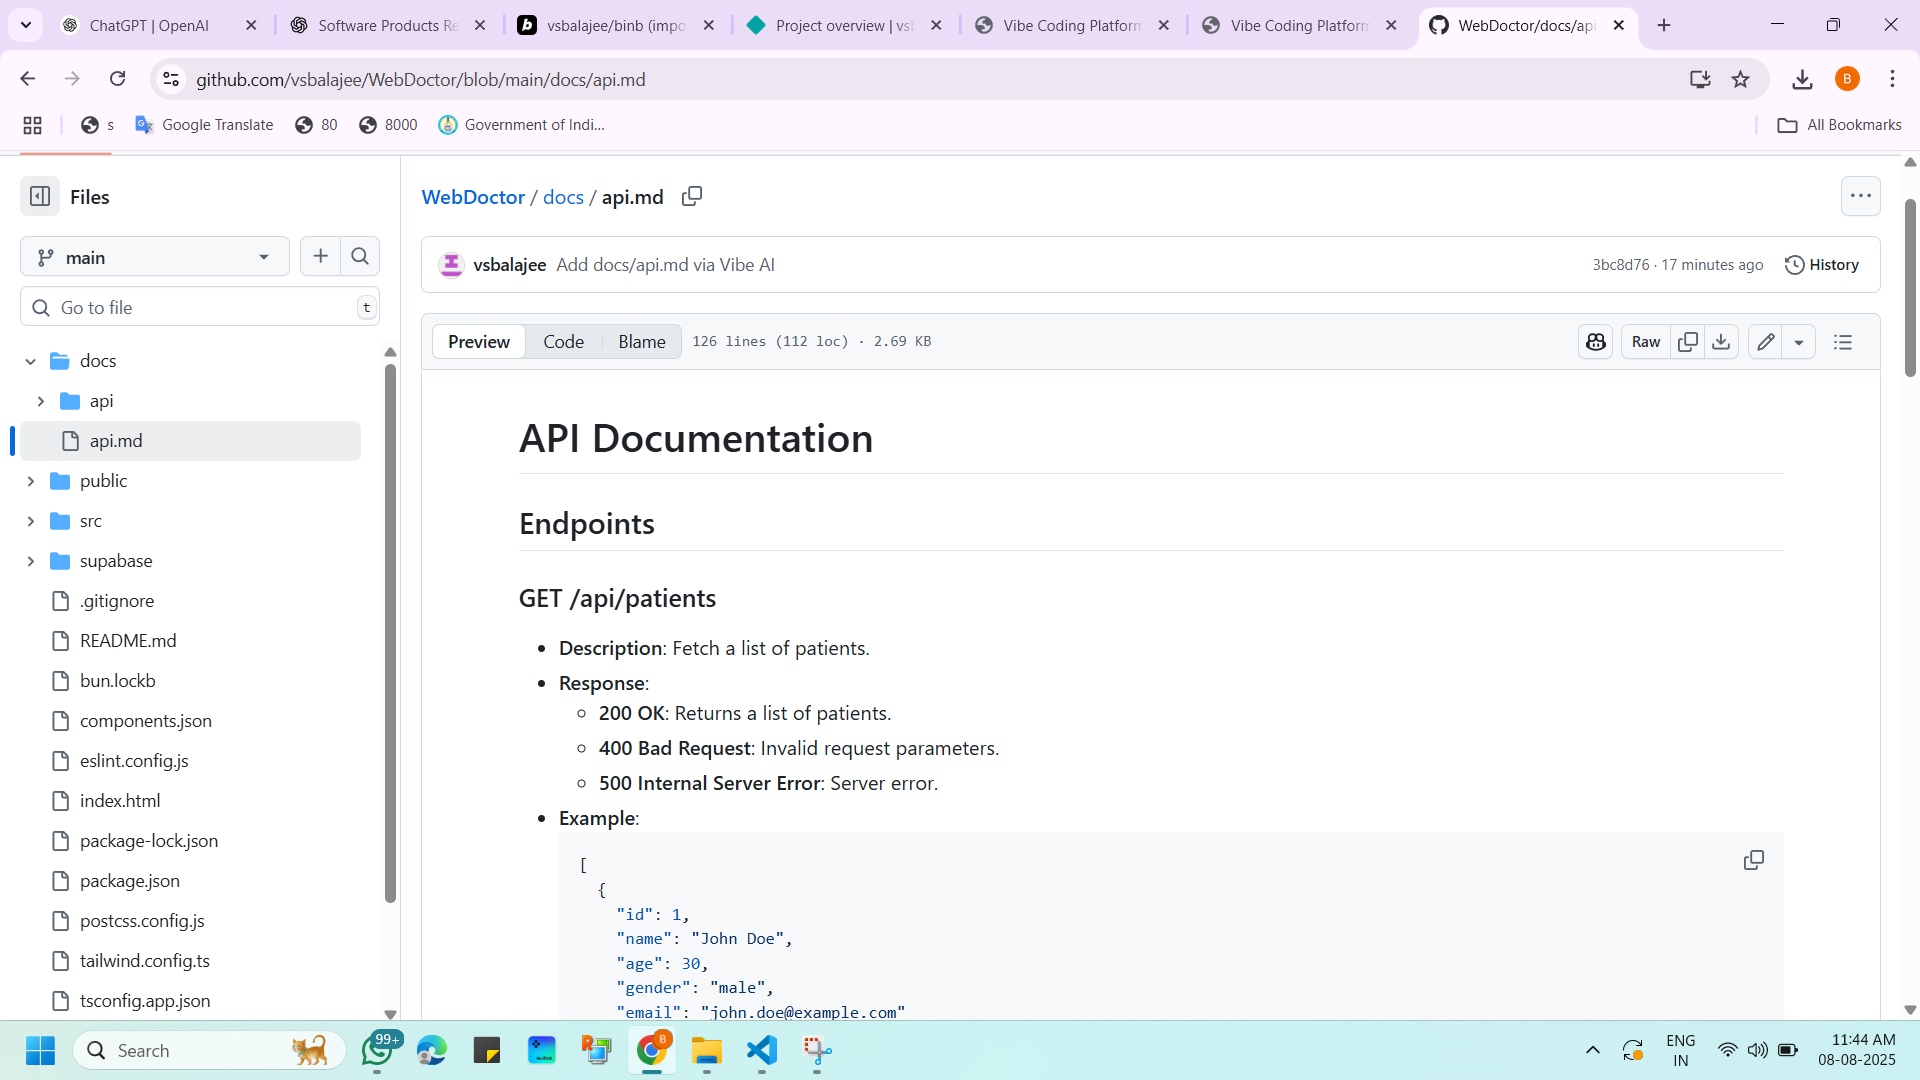 ChatGPT | OpenAI
Software Products Re
vsbalajee/binb (impo
Project overview | vsb
Vibe Coding Platform
Vibe Coding Platform
WebDoctor/docs/api
github.com/vsbalajee/WebDoctor/blob/main/docs/api.md
B
s
Google Translate
80
8000
Government of Indi...
All Bookmarks
Files
main
Go to file
t
docs
api
api.md
public
src
supabase
.gitignore
README.md
bun.lockb
components.json
eslint.config.js
index.html
package-lock.json
package.json
postcss.config.js
tailwind.config.ts
tsconfig.app.json
WebDoctor / docs / api.md
vsbalajee Add docs/api.md via Vibe AI
3bc8d76 · 17 minutes ago
History
Preview
Code
Blame
126 lines (112 loc) · 2.69 KB
Raw
API Documentation
Endpoints
GET /api/patients
• Description: Fetch a list of patients.
• Response:
◦ 200 OK: Returns a list of patients.
◦ 400 Bad Request: Invalid request parameters.
◦ 500 Internal Server Error: Server error.
• Example:
[
{
"id": 1,
"name": "John Doe",
"age": 30,
"gender": "male",
"email": "john.doe@example.com"
Search
99+
B
ENG
IN
11:44 AM
08-08-2025